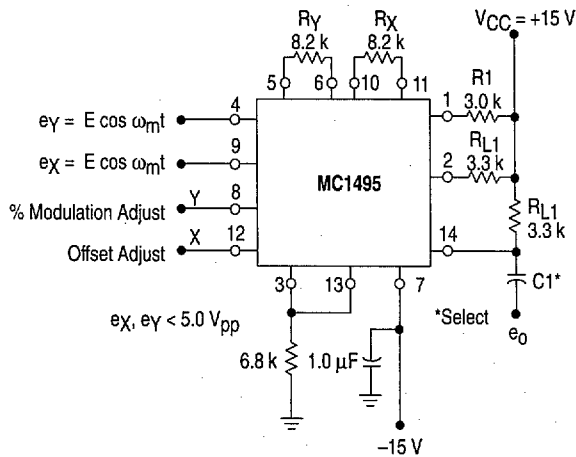 RY
8.2 k
RX
8.2 k
VCC = +15 V
5
6
10
11
R1
3.0 k
1
4
eY = E cos ωmt
9
eX = E cos ωmt
2
RL1
3.3 k
MC1495
Y
8
% Modulation Adjust
RL1
3.3 k
X
12
Offset Adjust
14
C1*
3
13
7
*Select
eo
eX, eY < 5.0 Vpp
6.8 k
1.0 µF
–15 V